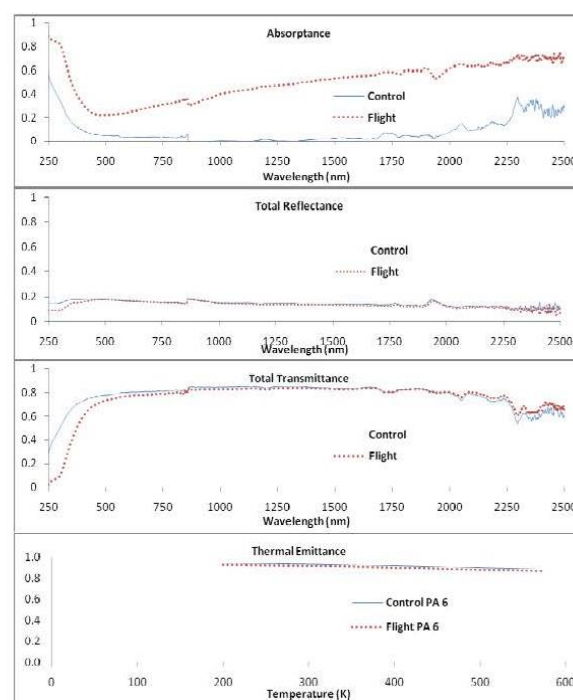 Absorptance
1
0.8
0.6
0.4
0.2
0
Control
Flight
250 500 750 1000 1250 1500 1750 2000 2250 2500
Wavelength (nm)
Total Reflectance
1
0.8
0.6
0.4
0.2
0
Control
Flight
250 500 750 1000 1250 1500 1750 2000 2250 2500
Wavelength (nm)
Total Transmittance
1
0.8
0.6
0.4
0.2
0
Control
Flight
250 500 750 1000 1250 1500 1750 2000 2250 2500
Wavelength (nm)
Thermal Emittance
1.0
0.8
0.6
0.4
0.2
0.0
Control PA 6
Flight PA 6
0 100 200 300 400 500 600
Temperature (K)